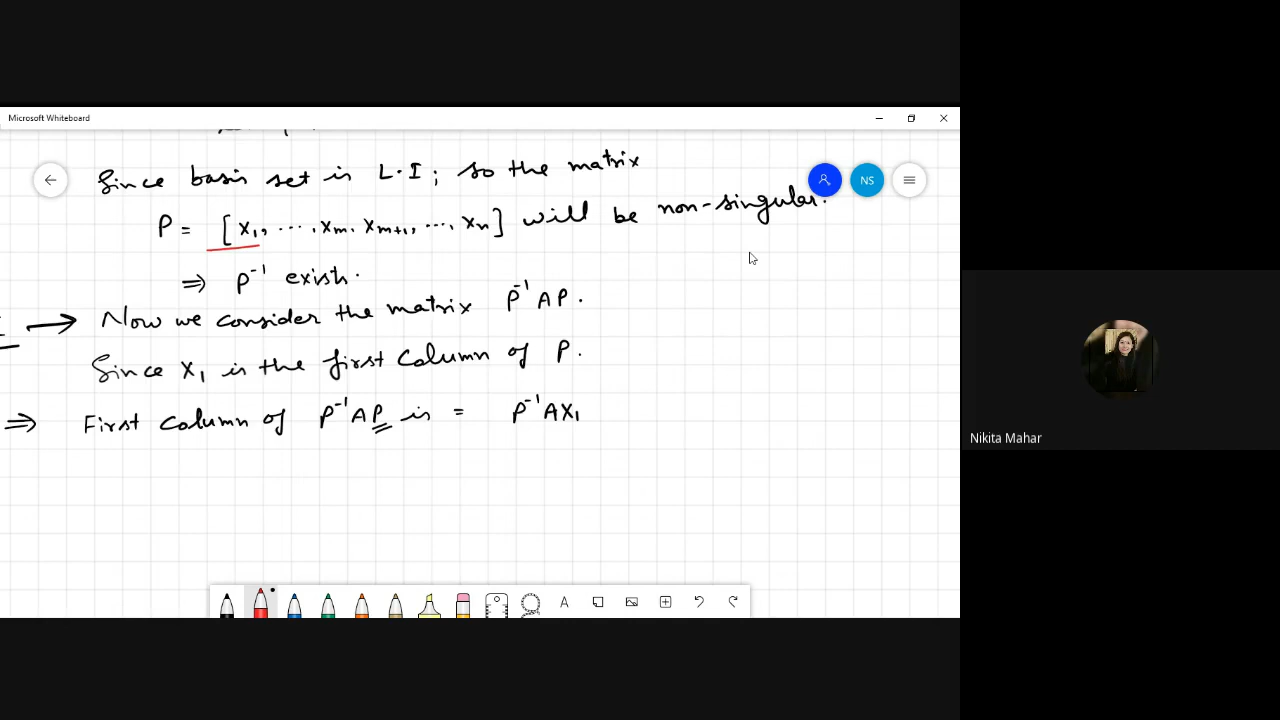 Microsoft Whiteboard
Since basis set is L.I; so the matrix
P = [x₁, ..., xₘ, xₘ₊₁, ..., xₙ] will be non-singular.
NS
⇒ P⁻¹ exists.
→ Now we consider the matrix P⁻¹AP.
Since x₁ is the first column of P.
⇒ First column of P⁻¹AP is = P⁻¹AX₁
Nikita Mahar
A